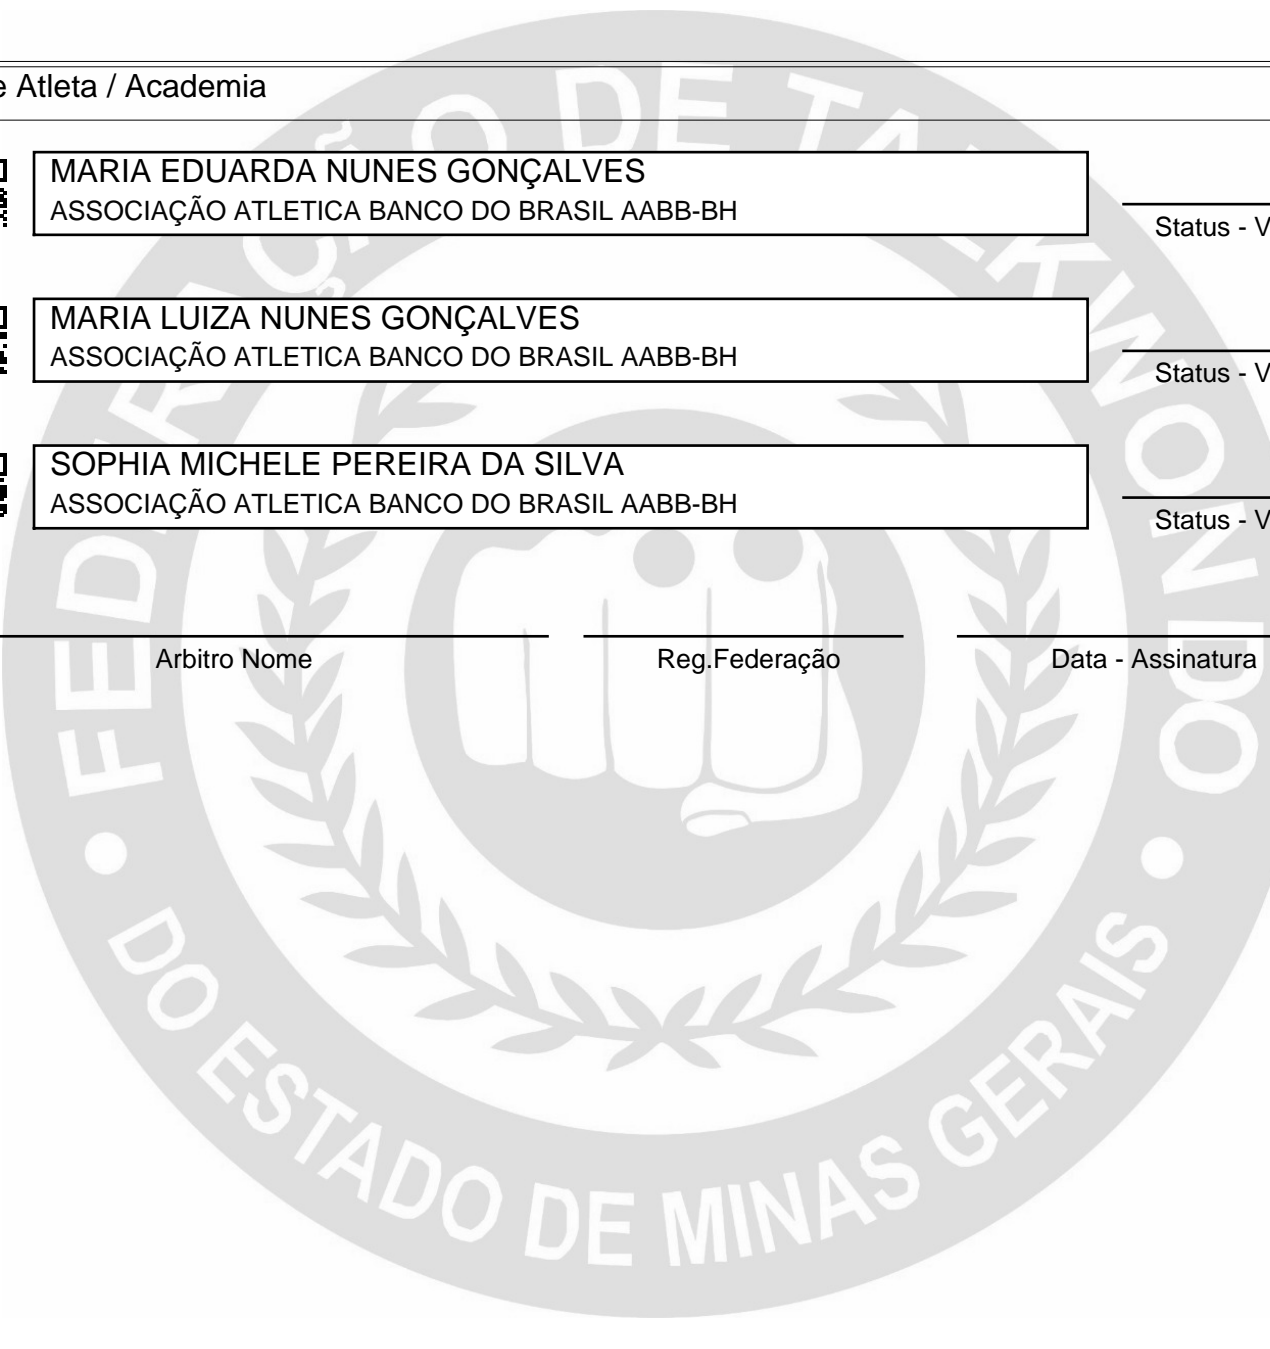 e Atleta / Academia
MARIA EDUARDA NUNES GONÇALVES
ASSOCIAÇÃO ATLETICA BANCO DO BRASIL AABB-BH
Status - V
MARIA LUIZA NUNES GONÇALVES
ASSOCIAÇÃO ATLETICA BANCO DO BRASIL AABB-BH
Status - V
SOPHIA MICHELE PEREIRA DA SILVA
ASSOCIAÇÃO ATLETICA BANCO DO BRASIL AABB-BH
Status - V
Arbitro Nome Reg.Federação Data - Assinatura
FEDERAÇÃO DE TAEKWONDO
DO ESTADO DE MINAS GERAIS